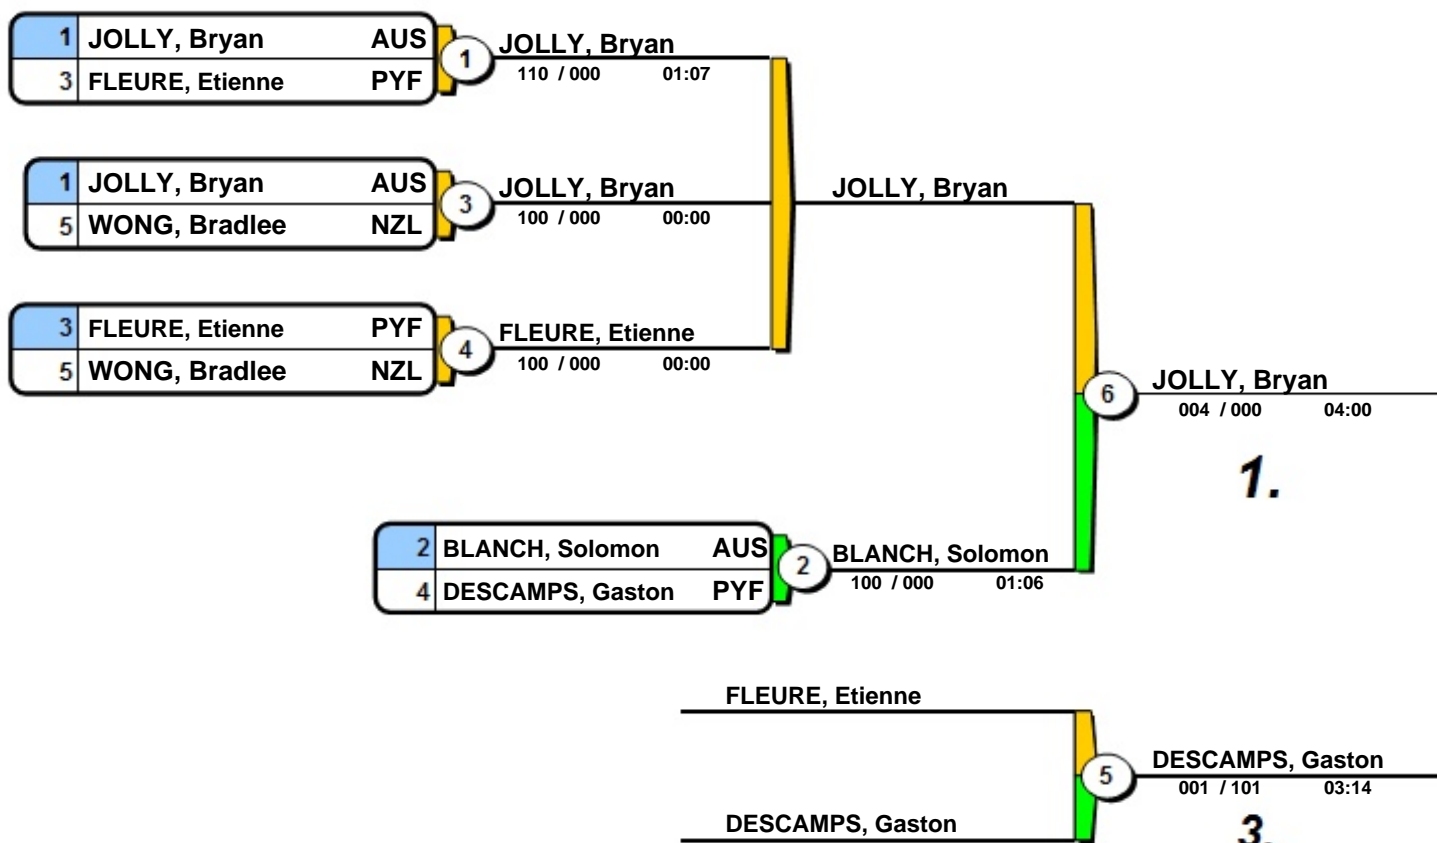 1 JOLLY, Bryan AUS
3 FLEURE, Etienne PYF
1
JOLLY, Bryan
110 / 000 01:07
1 JOLLY, Bryan AUS
5 WONG, Bradlee NZL
3
JOLLY, Bryan
100 / 000 00:00
JOLLY, Bryan
3 FLEURE, Etienne PYF
5 WONG, Bradlee NZL
4
FLEURE, Etienne
100 / 000 00:00
6
JOLLY, Bryan
004 / 000 04:00
1.
2 BLANCH, Solomon AUS
4 DESCAMPS, Gaston PYF
2
BLANCH, Solomon
100 / 000 01:06
FLEURE, Etienne
5
DESCAMPS, Gaston
001 / 101 03:14
DESCAMPS, Gaston
3.